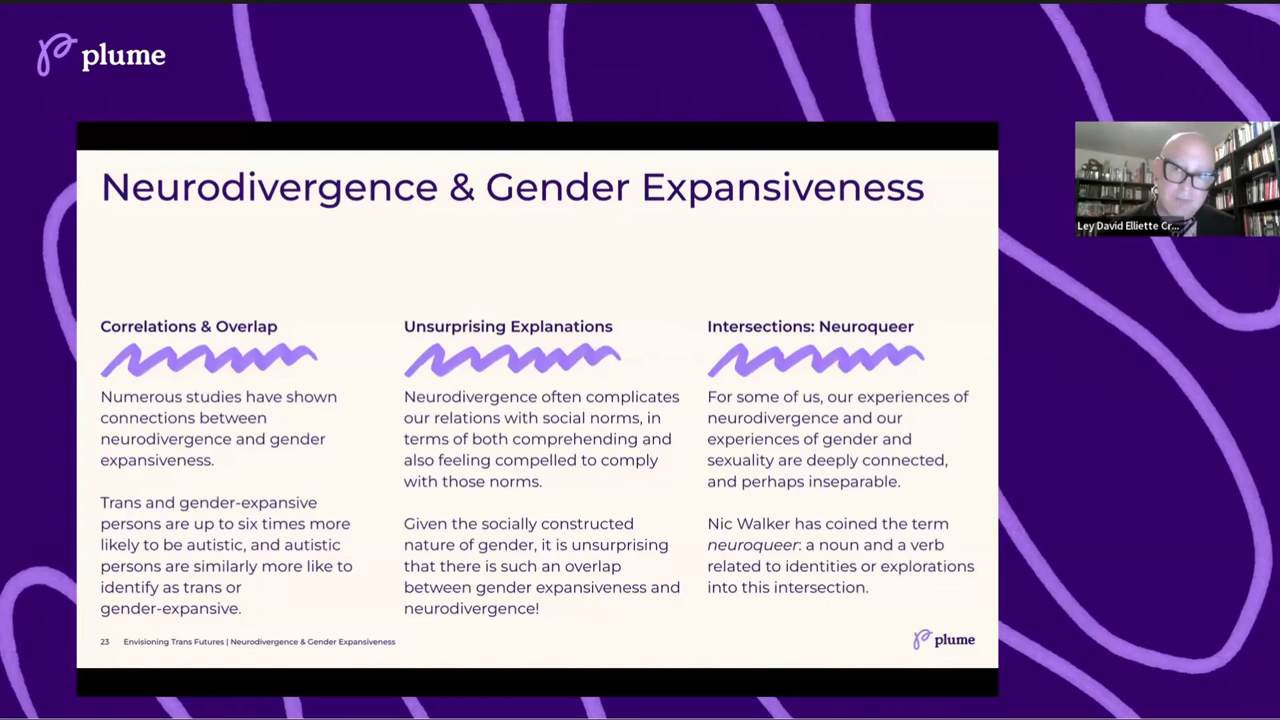 plume
Neurodivergence & Gender Expansiveness
Correlations & Overlap
Numerous studies have shown
connections between
neurodivergence and gender
expansiveness.
Trans and gender-expansive
persons are up to six times more
likely to be autistic, and autistic
persons are similarly more like to
identify as trans or
gender-expansive.
Unsurprising Explanations
Neurodivergence often complicates
our relations with social norms, in
terms of both comprehending and
also feeling compelled to comply
with those norms.
Given the socially constructed
nature of gender, it is unsurprising
that there is such an overlap
between gender expansiveness and
neurodivergence!
Intersections: Neuroqueer
For some of us, our experiences of
neurodivergence and our
experiences of gender and
sexuality are deeply connected,
and perhaps inseparable.
Nic Walker has coined the term
neuroqueer: a noun and a verb
related to identities or explorations
into this intersection.
23 Envisioning Trans Futures | Neurodivergence & Gender Expansiveness
plume
Ley David Elliette Cr...